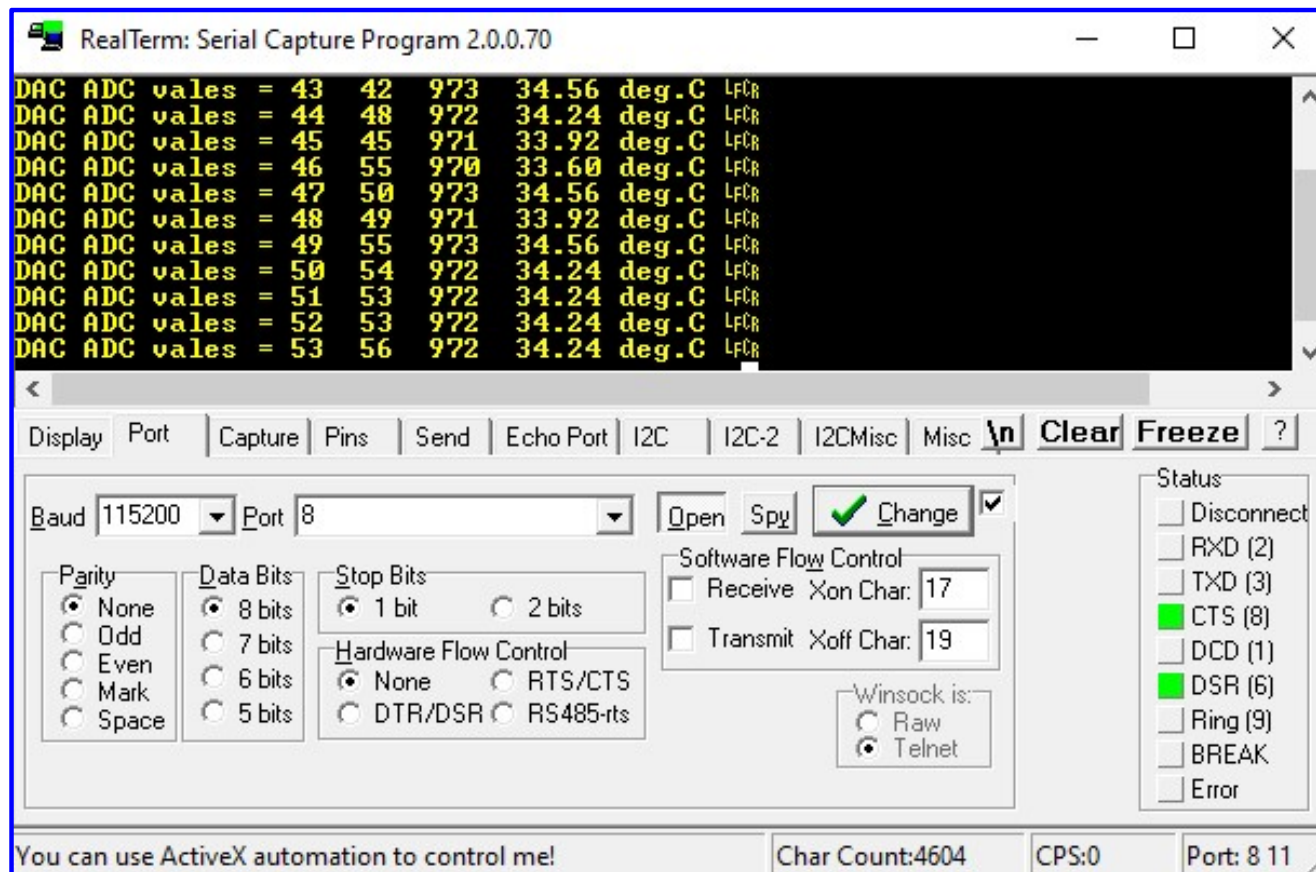 RealTerm: Serial Capture Program 2.0.0.70
DAC ADC vales = 43 42 973 34.56 deg.C LFCR
DAC ADC vales = 44 48 972 34.24 deg.C LFCR
DAC ADC vales = 45 45 971 33.92 deg.C LFCR
DAC ADC vales = 46 55 970 33.60 deg.C LFCR
DAC ADC vales = 47 50 973 34.56 deg.C LFCR
DAC ADC vales = 48 49 971 33.92 deg.C LFCR
DAC ADC vales = 49 55 973 34.56 deg.C LFCR
DAC ADC vales = 50 54 972 34.24 deg.C LFCR
DAC ADC vales = 51 53 972 34.24 deg.C LFCR
DAC ADC vales = 52 53 972 34.24 deg.C LFCR
DAC ADC vales = 53 56 972 34.24 deg.C LFCR
Display Port Capture Pins Send Echo Port I2C I2C-2 I2CMisc Misc \n Clear Freeze ?
Baud 115200 Port 8 Open Spy Change
Parity
None
Odd
Even
Mark
Space
Data Bits
8 bits
7 bits
6 bits
5 bits
Stop Bits
1 bit 2 bits
Hardware Flow Control
None RTS/CTS
DTR/DSR RS485-rts
Software Flow Control
Receive Xon Char: 17
Transmit Xoff Char: 19
Winsock is:
Raw
Telnet
Status
Disconnect
RXD (2)
TXD (3)
CTS (8)
DCD (1)
DSR (6)
Ring (9)
BREAK
Error
You can use ActiveX automation to control me! Char Count:4604 CPS:0 Port: 8 11